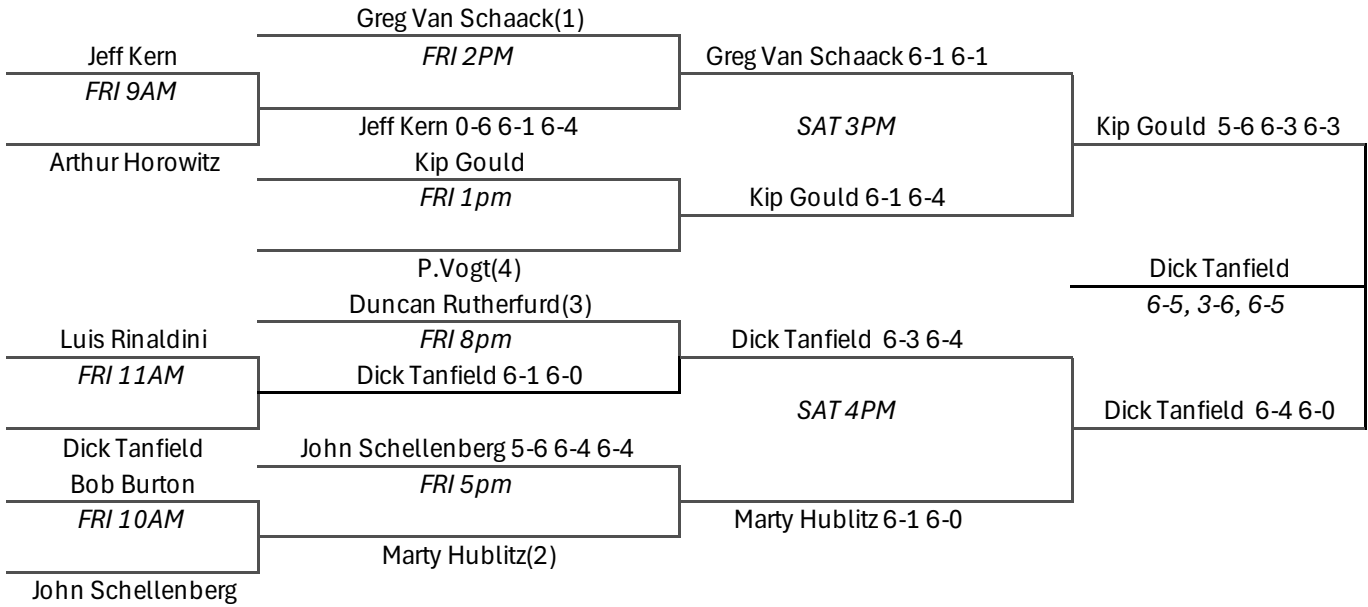 Greg Van Schaack(1)
Jeff Kern
FRI 2PM
Greg Van Schaack 6-1 6-1
FRI 9AM
Jeff Kern 0-6 6-1 6-4
SAT 3PM
Kip Gould 5-6 6-3 6-3
Arthur Horowitz
Kip Gould
FRI 1pm
Kip Gould 6-1 6-4
P.Vogt(4)
Dick Tanfield
Duncan Rutherfurd(3)
6-5, 3-6, 6-5
Luis Rinaldini
FRI 8pm
Dick Tanfield 6-3 6-4
FRI 11AM
Dick Tanfield 6-1 6-0
SAT 4PM
Dick Tanfield 6-4 6-0
Dick Tanfield
John Schellenberg 5-6 6-4 6-4
Bob Burton
FRI 5pm
FRI 10AM
Marty Hublitz 6-1 6-0
Marty Hublitz(2)
John Schellenberg